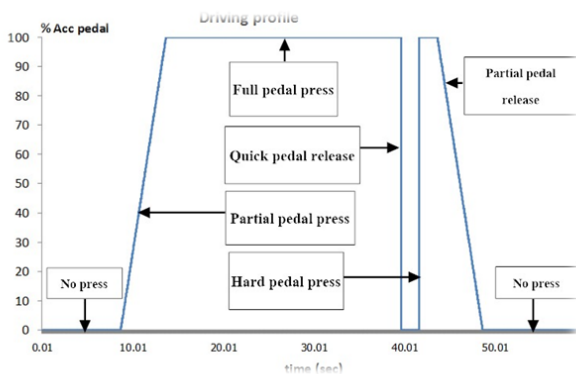 Driving profile
% Acc pedal
100
90
80
70
60
50
40
30
20
10
0
Full pedal press
Partial pedal
release
Quick pedal release
Partial pedal press
Hard pedal press
No press
No press
0.01
10.01
20.01
30.01
40.01
50.01
time (sec)